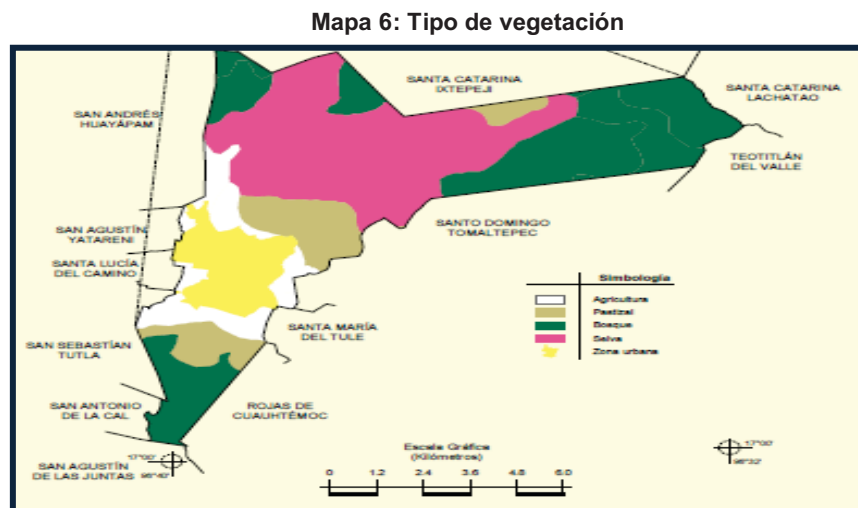 Mapa 6: Tipo de vegetación
SANTA CATARINA
IXTEPEJI
SANTA CATARINA
LACHATAO
SAN ANDRÉS
HUAYÁPAM
TEOTITLÁN
DEL VALLE
SAN AGUSTÍN
YATARENI
SANTO DOMINGO
TOMALTEPEC
SANTA LUCÍA
DEL CAMINO
Simbología
Agricultura
Pastizal
Bosque
Selva
Zona urbana
SANTA MARÍA
DEL TULE
SAN SEBASTÍAN
TUTLA
SAN ANTONIO
DE LA CAL
ROJAS DE
CUAUHTÉMOC
Escala Gráfica
(Kilómetros)
0 1.2 2.4 3.6 4.8 6.0
SAN AGUSTÍN
DE LAS JUNTAS
17°00'
96°40'
17°00'
96°32'